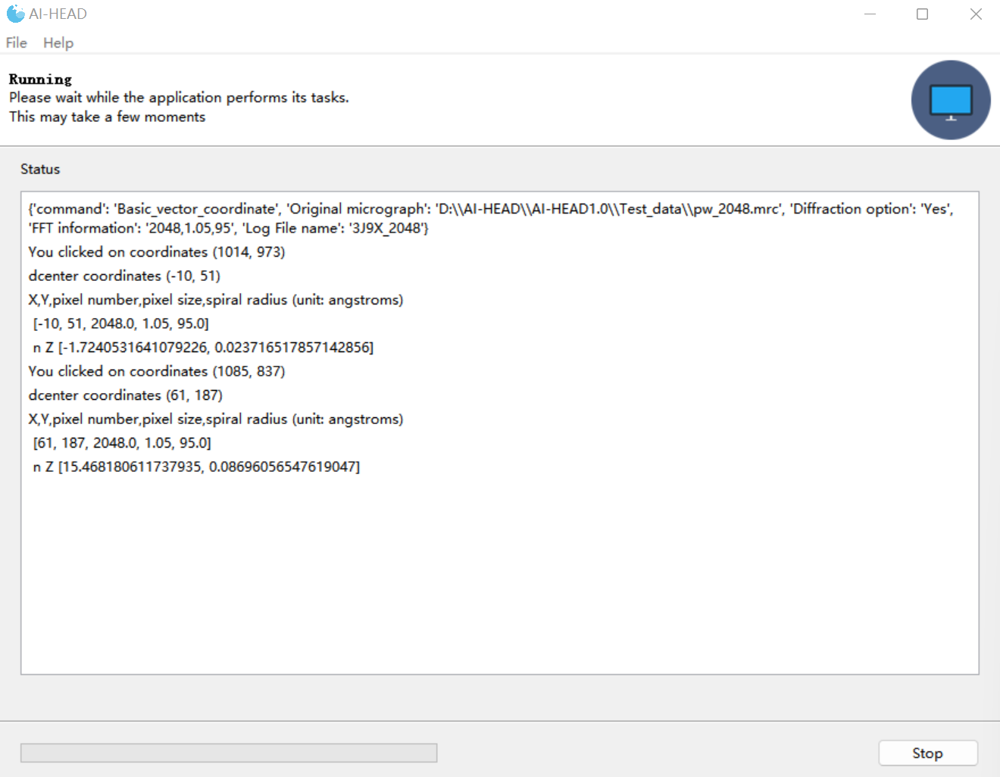 AI-HEAD
File Help
Running
Please wait while the application performs its tasks.
This may take a few moments
Status
{'command': 'Basic_vector_coordinate', 'Original micrograph': 'D:\\AI-HEAD\\AI-HEAD1.0\\Test_data\\pw_2048.mrc', 'Diffraction option': 'Yes',
'FFT information': '2048,1.05,95', 'Log File name': '3J9X_2048'}
You clicked on coordinates (1014, 973)
dcenter coordinates (-10, 51)
X,Y,pixel number,pixel size,spiral radius (unit: angstroms)
[-10, 51, 2048.0, 1.05, 95.0]
n Z [-1.7240531641079226, 0.023716517857142856]
You clicked on coordinates (1085, 837)
dcenter coordinates (61, 187)
X,Y,pixel number,pixel size,spiral radius (unit: angstroms)
[61, 187, 2048.0, 1.05, 95.0]
n Z [15.468180611737935, 0.08696056547619047]
Stop